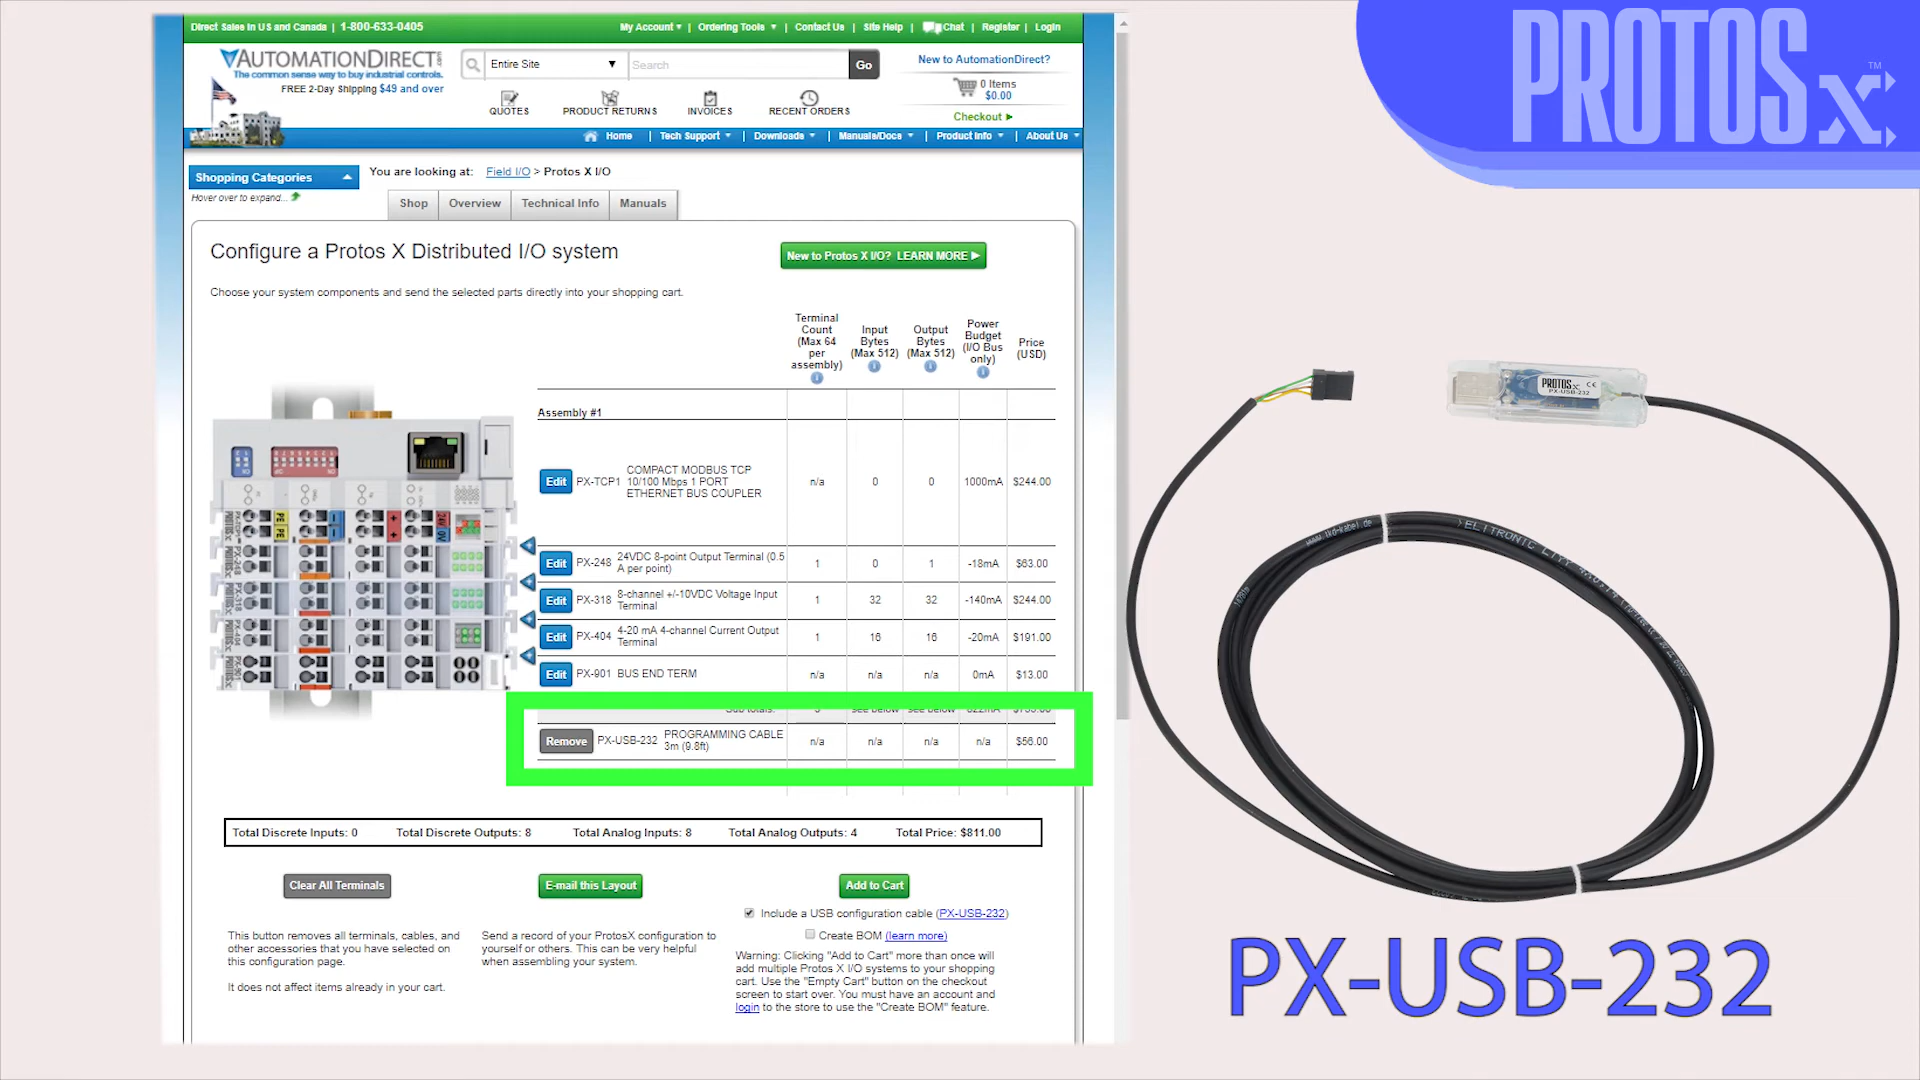 Direct Sales in US and Canada | 1-800-633-0405
My Account | Ordering Tools | Contact Us | Site Help | Chat | Register | Login
AUTOMATIONDIRECT.com
The common sense way to buy industrial controls.
FREE 2-Day Shipping $49 and over
Entire Site
Search
Go
New to AutomationDirect?
0 Items
$0.00
Checkout
QUOTES
PRODUCT RETURNS
INVOICES
RECENT ORDERS
Home | Tech Support | Downloads | Manuals/Docs | Product Info | About Us
PROTOS X TM
Shopping Categories
Hover over to expand...
You are looking at: Field I/O > Protos X I/O
Shop
Overview
Technical Info
Manuals
Configure a Protos X Distributed I/O system
New to Protos X I/O? LEARN MORE
Choose your system components and send the selected parts directly into your shopping cart.
Terminal Count (Max 64 per assembly)
Input Bytes (Max 512)
Output Bytes (Max 512)
Power Budget (I/O Bus only)
Price (USD)
Assembly #1
Edit PX-TCP1 COMPACT MODBUS TCP 10/100 Mbps 1 PORT ETHERNET BUS COUPLER n/a 0 0 1000mA $244.00
Edit PX-248 24VDC 8-point Output Terminal (0.5 A per point) 1 0 1 -18mA $63.00
Edit PX-318 8-channel +/-10VDC Voltage Input Terminal 1 32 32 -140mA $244.00
Edit PX-404 4-20 mA 4-channel Current Output Terminal 1 16 16 -20mA $191.00
Edit PX-901 BUS END TERM n/a n/a n/a 0mA $13.00
Sub totals: see below see below
Remove PX-USB-232 PROGRAMMING CABLE 3m (9.8ft) n/a n/a n/a n/a $56.00
Total Discrete Inputs: 0 Total Discrete Outputs: 8 Total Analog Inputs: 8 Total Analog Outputs: 4 Total Price: $811.00
Clear All Terminals
E-mail this Layout
Add to Cart
Include a USB configuration cable (PX-USB-232)
Create BOM (learn more)
This button removes all terminals, cables, and
other accessories that you have selected on
this configuration page.
It does not affect items already in your cart.
Send a record of your ProtosX configuration to
yourself or others. This can be very helpful
when assembling your system.
Warning: Clicking "Add to Cart" more than once will
add multiple Protos X I/O systems to your shopping
cart. Use the "Empty Cart" button on the checkout
screen to start over. You must have an account and
login to the store to use the "Create BOM" feature.
PROTOS X CE
PX-USB-232
PX-USB-232